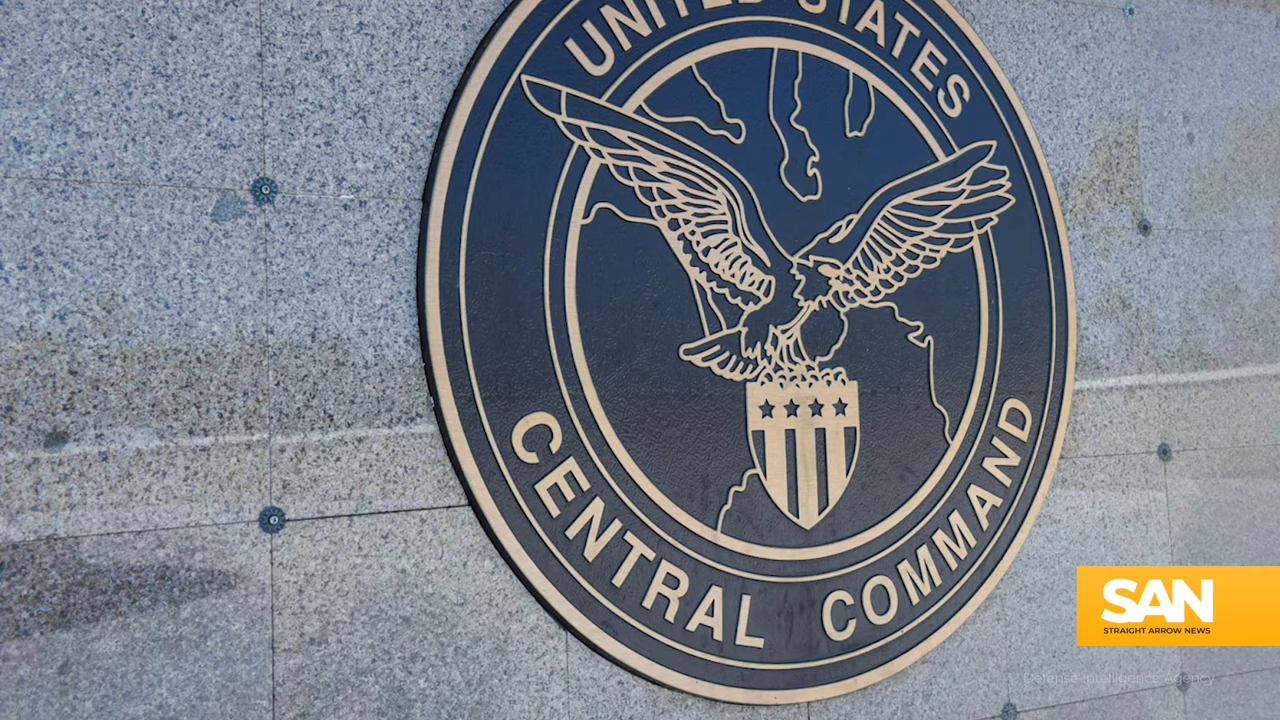 UNITED STATES
CENTRAL COMMAND
SAN
STRAIGHT ARROW NEWS
Defense Intelligence Agency